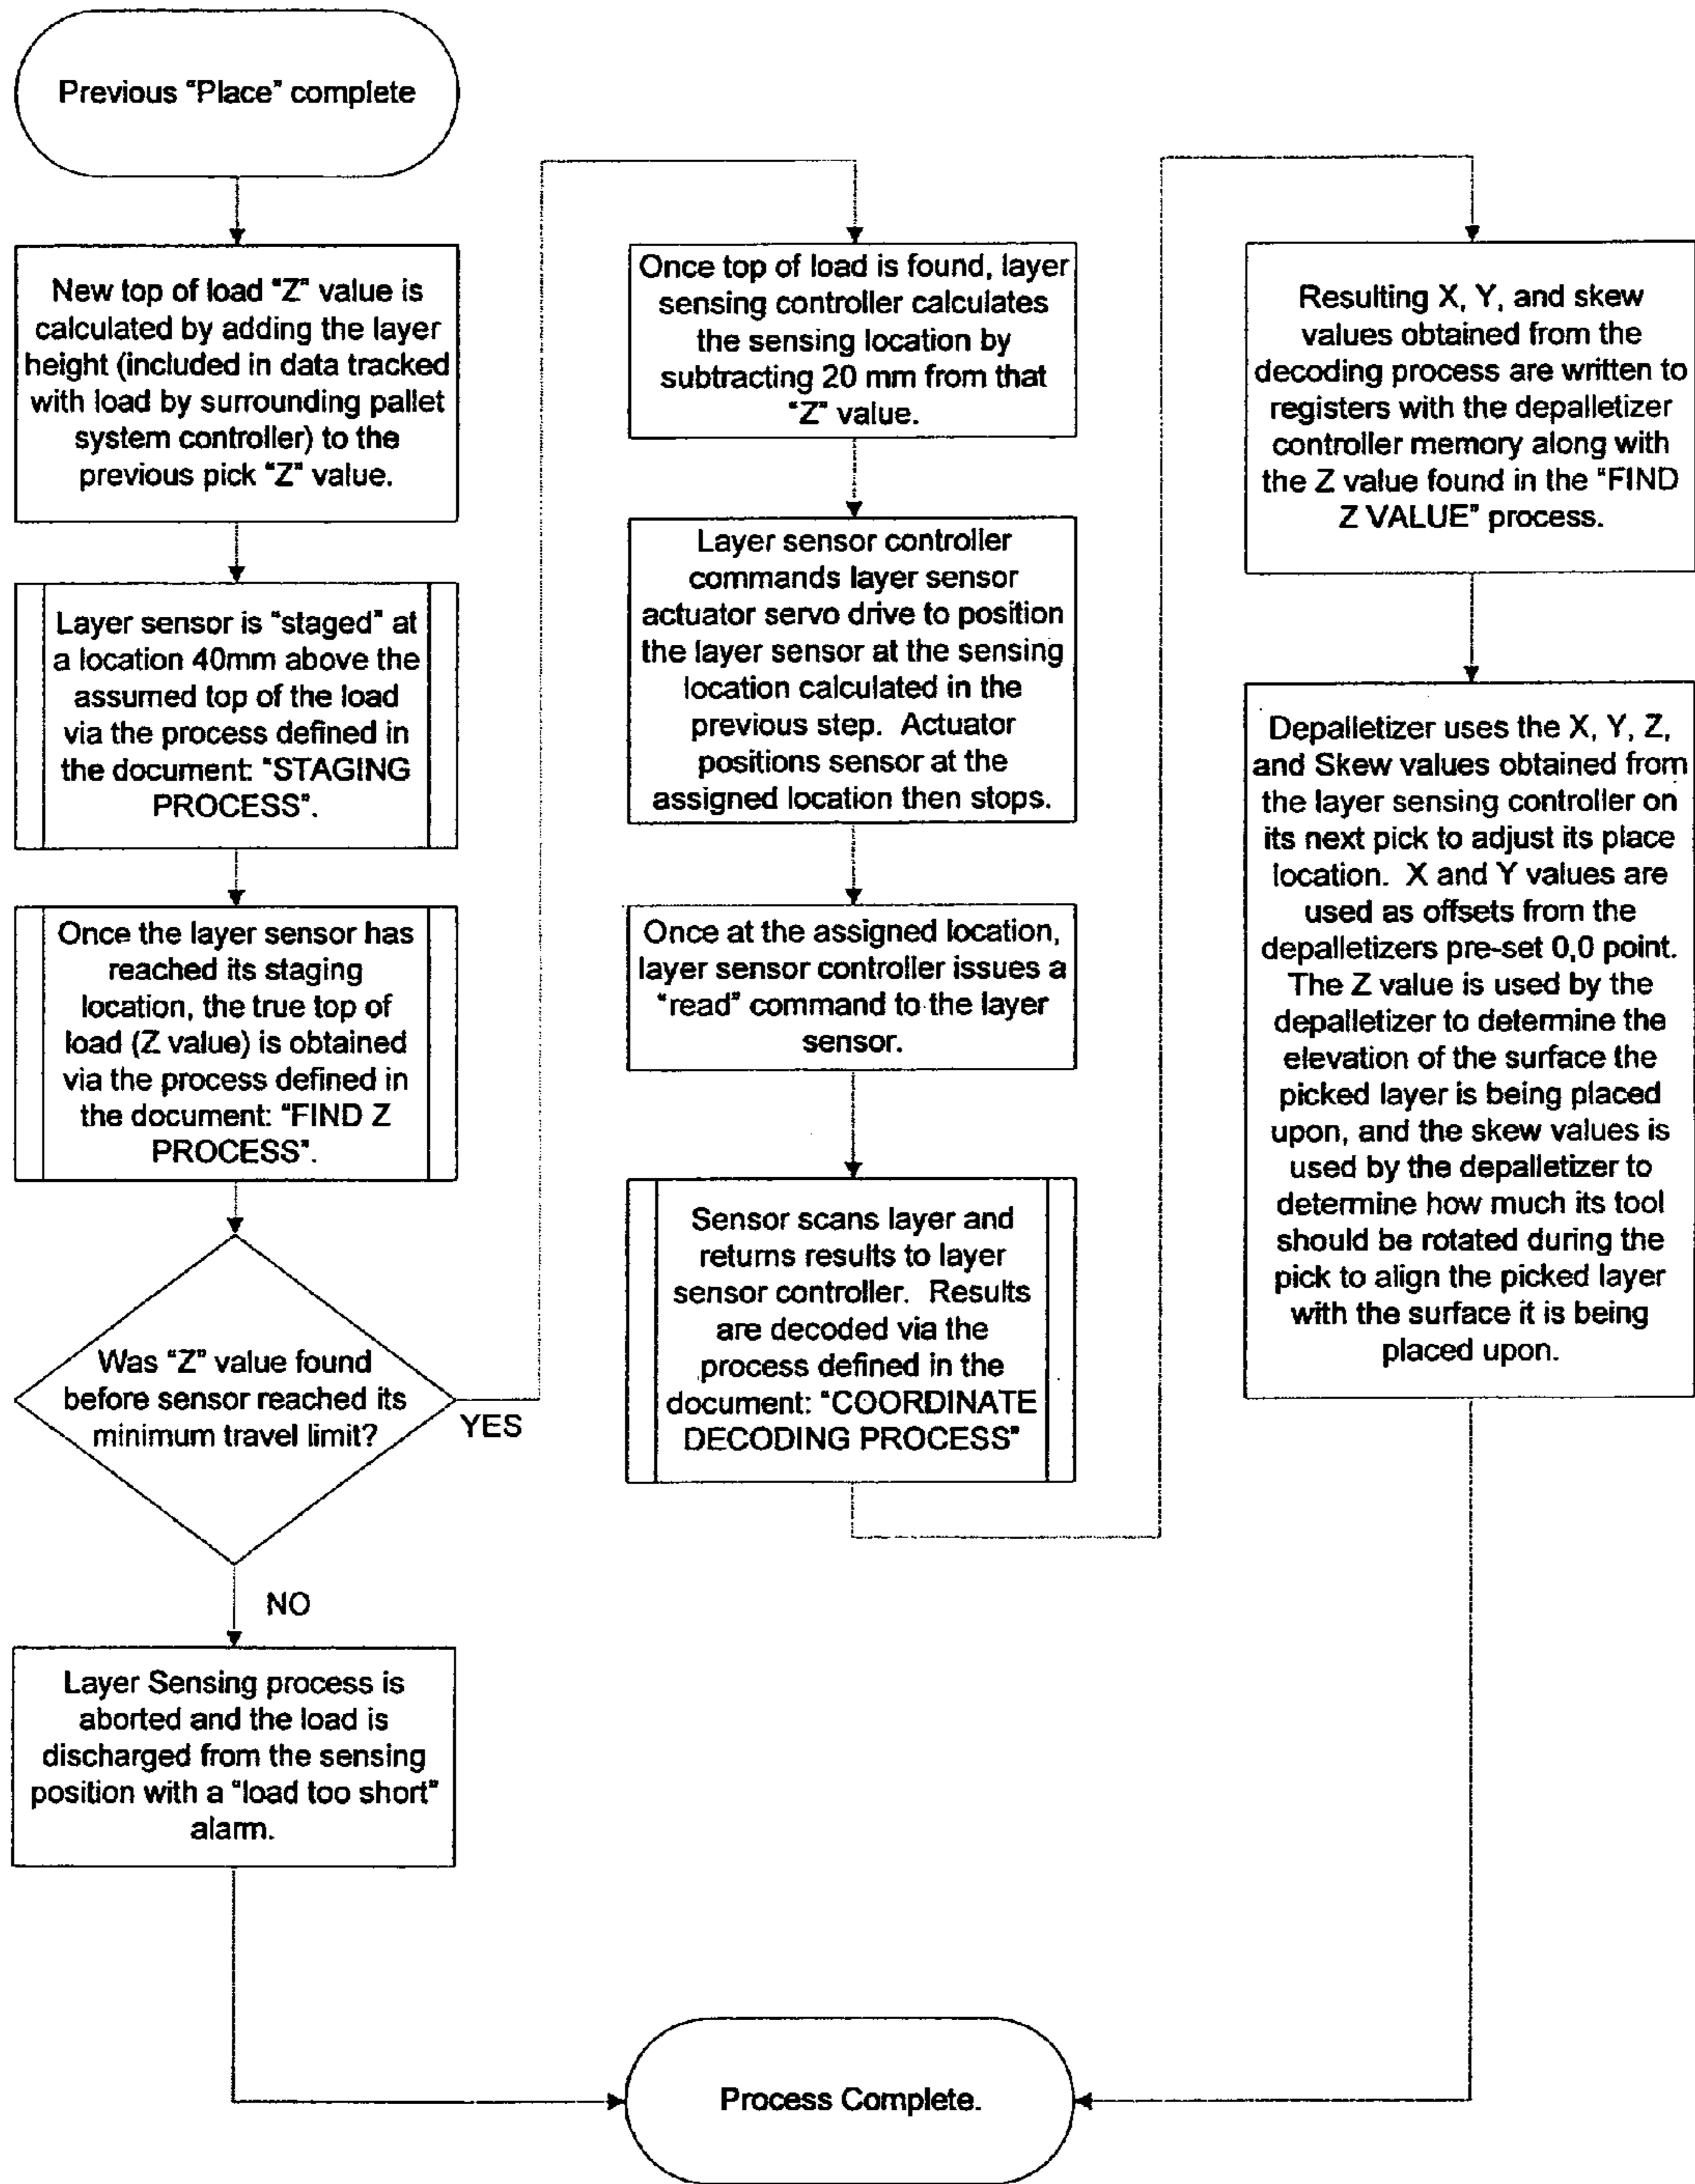 Previous "Place" complete
New top of load "Z" value is
calculated by adding the layer
height (included in data tracked
with load by surrounding pallet
system controller) to the
previous pick "Z" value.
Layer sensor is "staged" at
a location 40mm above the
assumed top of the load
via the process defined in
the document: "STAGING
PROCESS".
Once the layer sensor has
reached its staging
location, the true top of
load (Z value) is obtained
via the process defined in
the document: "FIND Z
PROCESS".
Was "Z" value found
before sensor reached its
minimum travel limit?
YES
NO
Layer Sensing process is
aborted and the load is
discharged from the sensing
position with a "load too short"
alarm.
Once top of load is found, layer
sensing controller calculates
the sensing location by
subtracting 20 mm from that
"Z" value.
Layer sensor controller
commands layer sensor
actuator servo drive to position
the layer sensor at the sensing
location calculated in the
previous step. Actuator
positions sensor at the
assigned location then stops.
Once at the assigned location,
layer sensor controller issues a
"read" command to the layer
sensor.
Sensor scans layer and
returns results to layer
sensor controller. Results
are decoded via the
process defined in the
document: "COORDINATE
DECODING PROCESS"
Resulting X, Y, and skew
values obtained from the
decoding process are written to
registers with the depalletizer
controller memory along with
the Z value found in the "FIND
Z VALUE" process.
Depalletizer uses the X, Y, Z,
and Skew values obtained from
the layer sensing controller on
its next pick to adjust its place
location. X and Y values are
used as offsets from the
depalletizers pre-set 0,0 point.
The Z value is used by the
depalletizer to determine the
elevation of the surface the
picked layer is being placed
upon, and the skew values is
used by the depalletizer to
determine how much its tool
should be rotated during the
pick to align the picked layer
with the surface it is being
placed upon.
Process Complete.